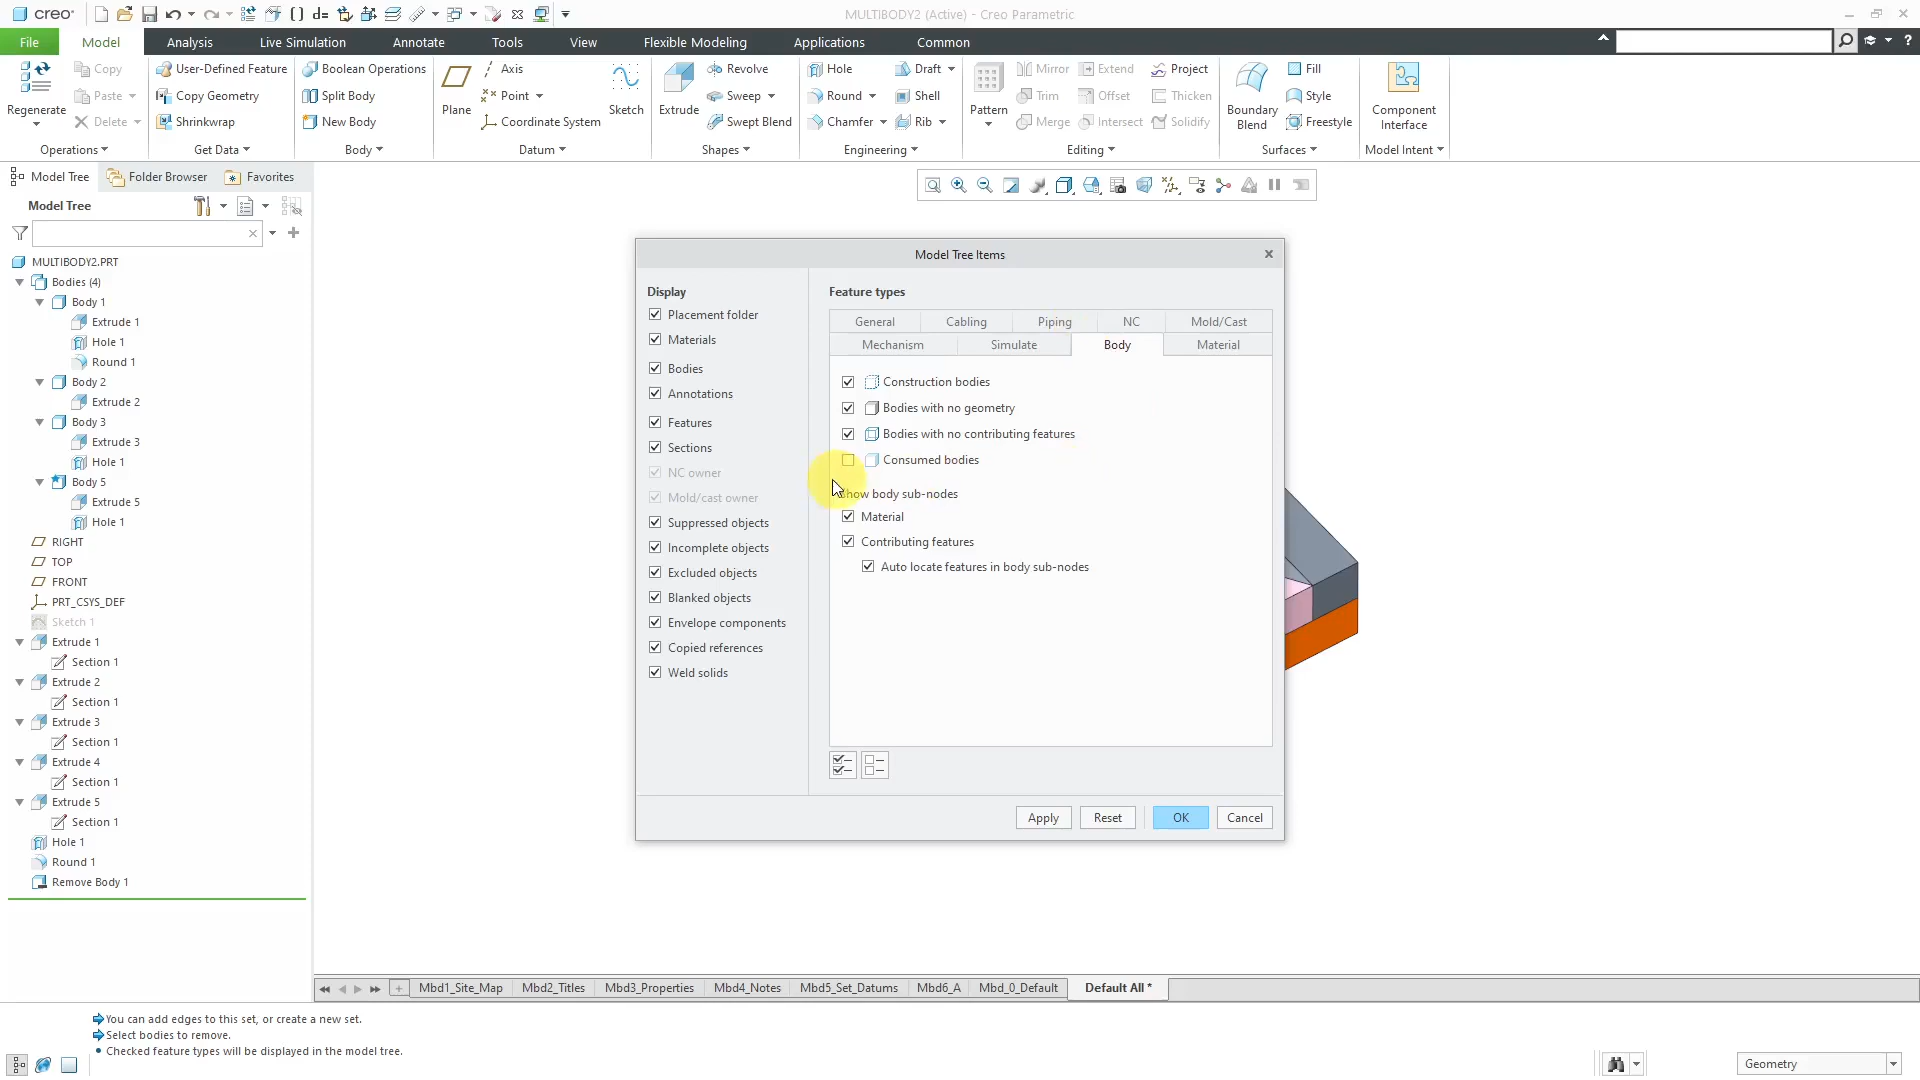 creo
MULTIBODY2 (Active) - Creo Parametric
File Model Analysis Live Simulation Annotate Tools View Flexible Modeling Applications Common
Regenerate
Copy
Paste
Delete
Operations
User-Defined Feature
Copy Geometry
Shrinkwrap
Get Data
Boolean Operations
Split Body
New Body
Body
Plane
Axis
Point
Coordinate System
Sketch
Datum
Extrude
Revolve
Sweep
Swept Blend
Shapes
Hole
Round
Chamfer
Draft
Shell
Rib
Engineering
Pattern
Mirror
Trim
Merge
Extend
Offset
Intersect
Project
Thicken
Solidify
Editing
Boundary
Blend
Fill
Style
Freestyle
Surfaces
Component
Interface
Model Intent
Model Tree Folder Browser Favorites
Model Tree
MULTIBODY2.PRT
Bodies (4)
Body 1
Extrude 1
Hole 1
Round 1
Body 2
Extrude 2
Body 3
Extrude 3
Hole 1
Body 5
Extrude 5
Hole 1
RIGHT
TOP
FRONT
PRT_CSYS_DEF
Sketch 1
Extrude 1
Section 1
Extrude 2
Section 1
Extrude 3
Section 1
Extrude 4
Section 1
Extrude 5
Section 1
Hole 1
Round 1
Remove Body 1
Model Tree Items
Display
Placement folder
Materials
Bodies
Annotations
Features
Sections
NC owner
Mold/cast owner
Suppressed objects
Incomplete objects
Excluded objects
Blanked objects
Envelope components
Copied references
Weld solids
Feature types
General Cabling Piping NC Mold/Cast
Mechanism Simulate Body Material
Construction bodies
Bodies with no geometry
Bodies with no contributing features
Consumed bodies
how body sub-nodes
Material
Contributing features
Auto locate features in body sub-nodes
Apply Reset OK Cancel
Mbd1_Site_Map Mbd2_Titles Mbd3_Properties Mbd4_Notes Mbd5_Set_Datums Mbd6_A Mbd_0_Default Default All *
You can add edges to this set, or create a new set.
Select bodies to remove.
Checked feature types will be displayed in the model tree.
Geometry